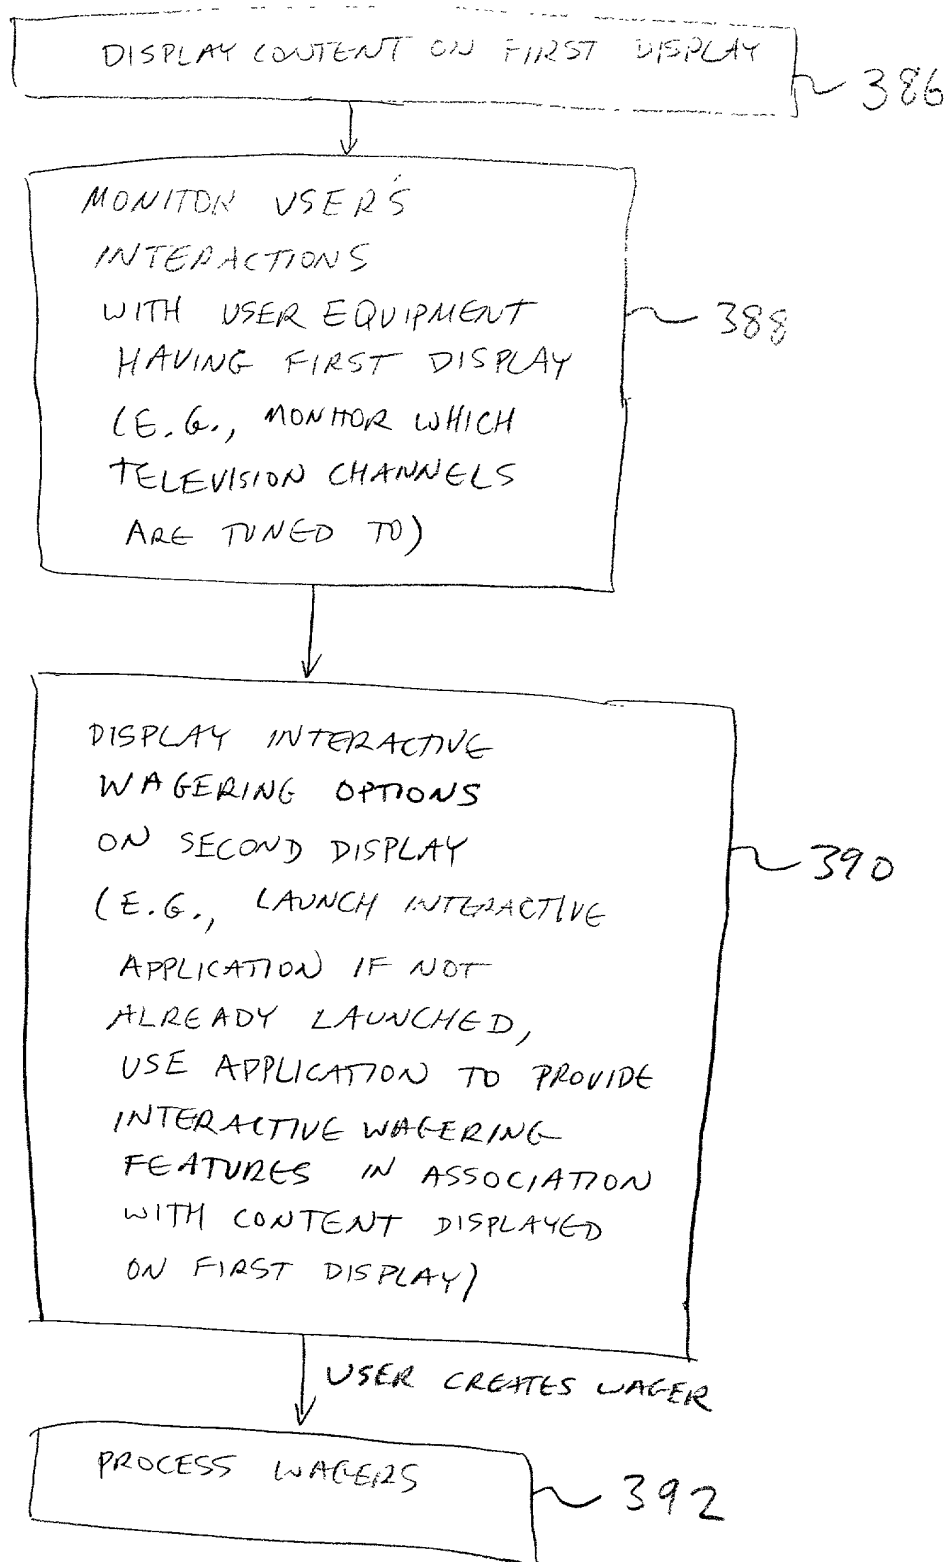 DISPLAY CONTENT ON FIRST DISPLAY
386
MONITOR USER'S
INTERACTIONS
WITH USER EQUIPMENT
HAVING FIRST DISPLAY
(E.G., MONITOR WHICH
TELEVISION CHANNELS
ARE TUNED TO)
388
DISPLAY INTERACTIVE
WAGERING OPTIONS
ON SECOND DISPLAY
(E.G., LAUNCH INTERACTIVE
APPLICATION IF NOT
ALREADY LAUNCHED,
USE APPLICATION TO PROVIDE
INTERACTIVE WAGERING
FEATURES IN ASSOCIATION
WITH CONTENT DISPLAYED
ON FIRST DISPLAY)
390
USER CREATES WAGER
PROCESS WAGERS
392